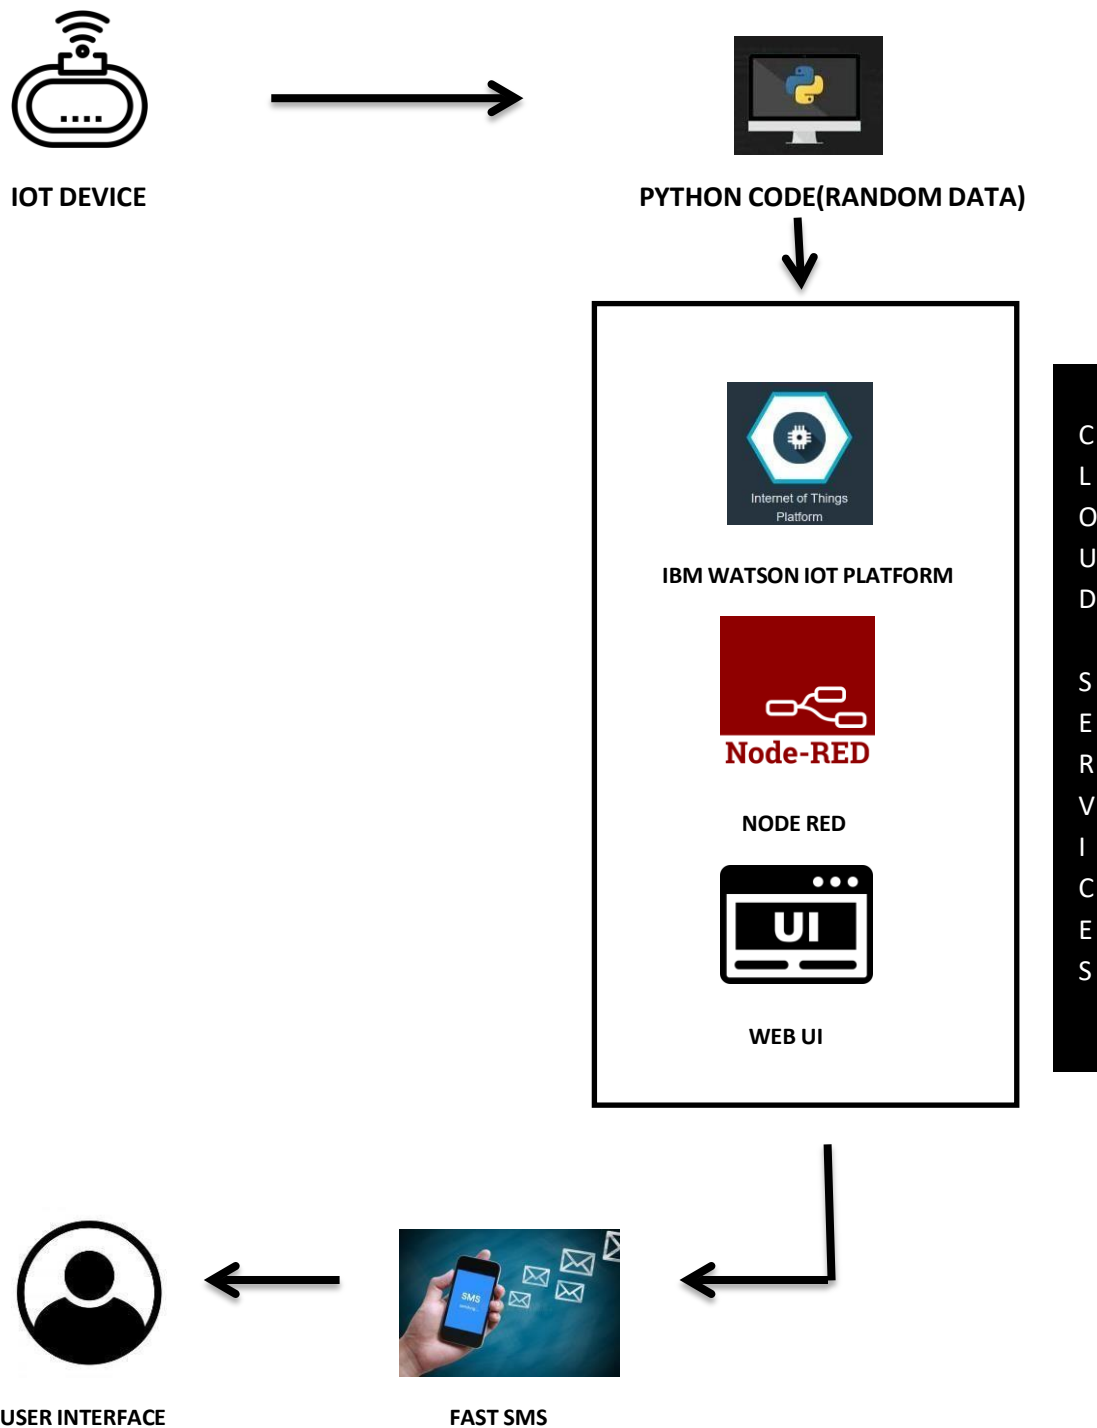 IOT DEVICE
PYTHON CODE(RANDOM DATA)
Internet of Things
Platform
IBM WATSON IOT PLATFORM
Node-RED
NODE RED
UI
WEB UI
C
L
O
U
D
S
E
R
V
I
C
E
S
SMS
USER INTERFACE
FAST SMS